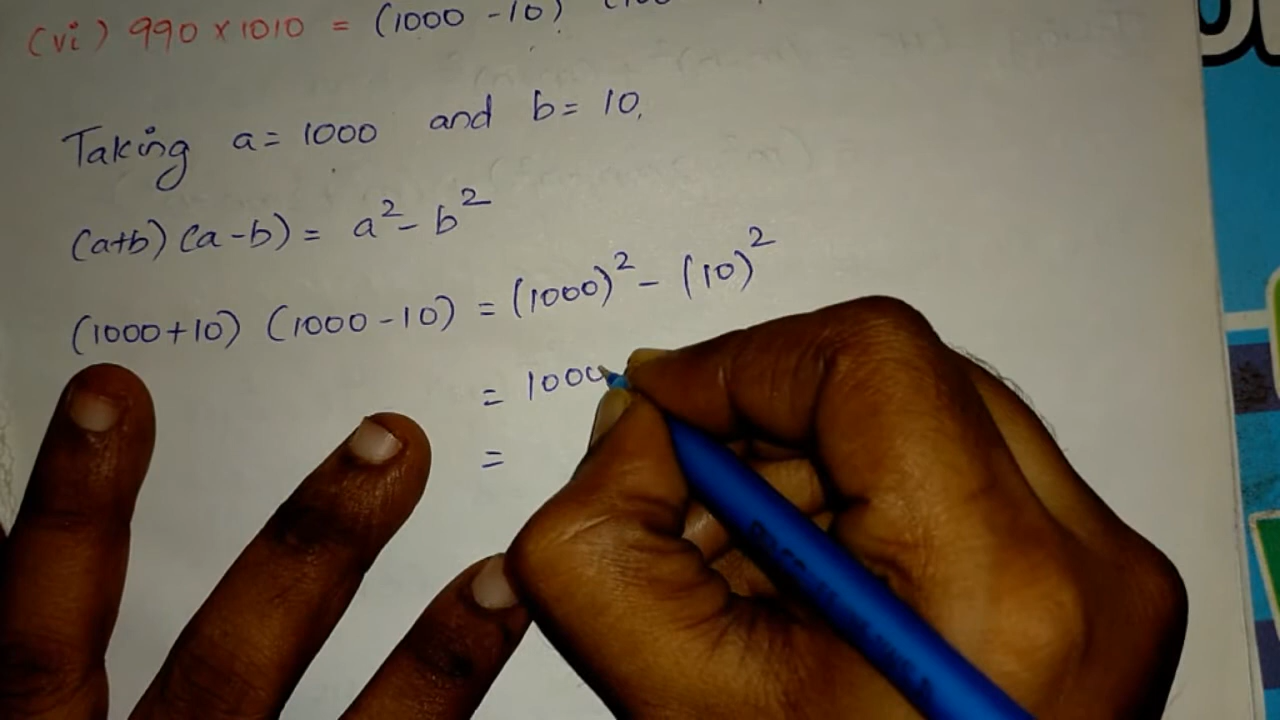 (vi) 990 x 1010 = (1000 - 10)
Taking a = 1000 and b = 10,
(a+b) (a-b) = a² - b²
(1000+10) (1000-10) = (1000)² - (10)²
= 1000
=